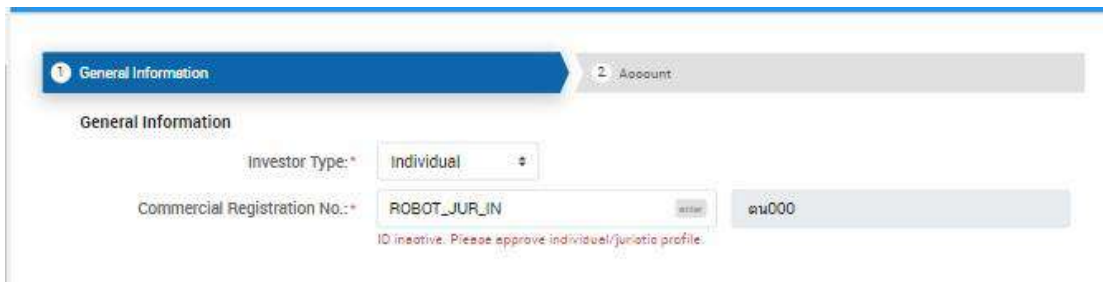 1 General Information
2 Account
General Information
Investor Type:* Individual
Commercial Registration No.:* ROBOT_JUR_IN enter ตน000
ID inactive. Please approve individual/juristic profile.